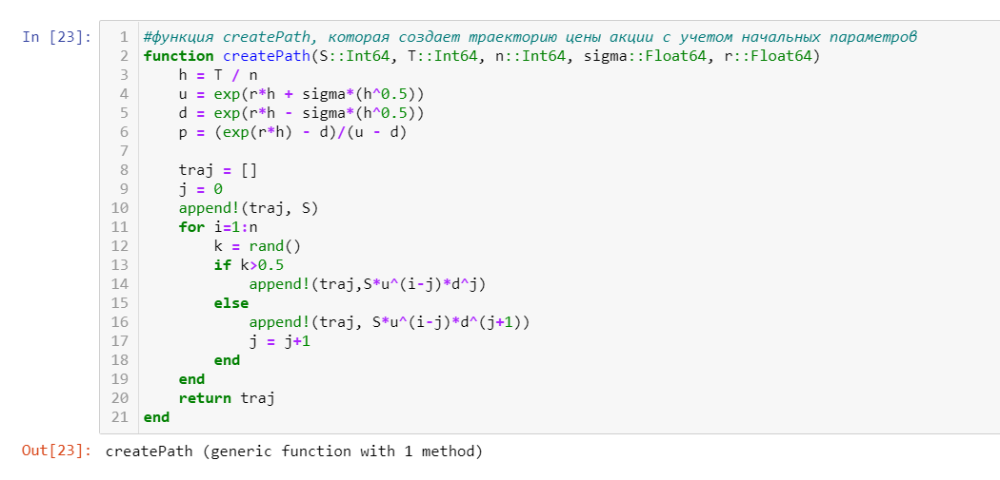 In [23]:
1 #функция createPath, которая создает траекторию цены акции с учетом начальных параметров
2 function createPath(S::Int64, T::Int64, n::Int64, sigma::Float64, r::Float64)
3     h = T / n
4     u = exp(r*h + sigma*(h^0.5))
5     d = exp(r*h - sigma*(h^0.5))
6     p = (exp(r*h) - d)/(u - d)
7
8     traj = []
9     j = 0
10     append!(traj, S)
11     for i=1:n
12         k = rand()
13         if k>0.5
14             append!(traj,S*u^(i-j)*d^j)
15         else
16             append!(traj, S*u^(i-j)*d^(j+1))
17             j = j+1
18         end
19     end
20     return traj
21 end
Out[23]: createPath (generic function with 1 method)